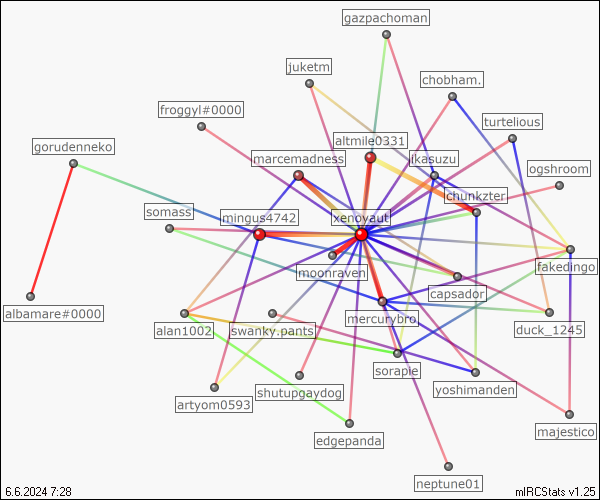 gazpachoman
juketm
chobham.
froggyl#0000
turtelious
altmile0331
gorudenneko
marcemadness
ikasuzu
ogshroom
chunkzter
somass
mingus4742
xenoyaut
moonraven
fakedingo
capsador
albamare#0000
alan1002
swanky.pants
mercurybro.
duck_1245
sorapie
yoshimanden
artyom0593
shutupgaydog
edgepanda
majestico
neptune01
6.6.2024 7:28
mIRCStats v1.25